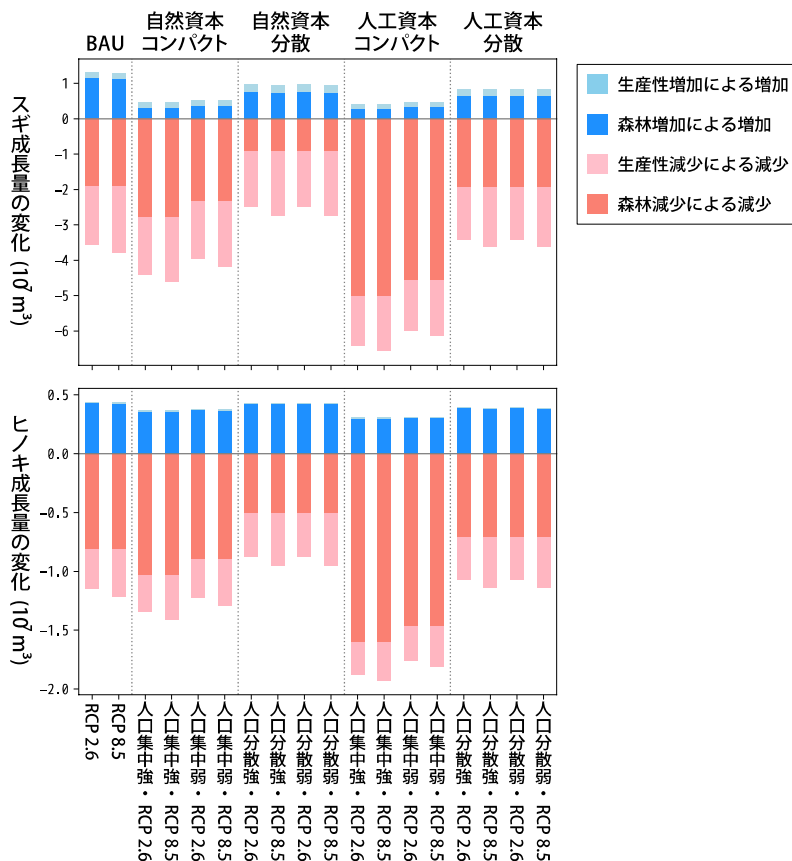 BAU
自然資本
コンパクト
自然資本
分散
人工資本
コンパクト
人工資本
分散
スギ成長量の変化 (10⁷ m³)
1
0
−1
−2
−3
−4
−5
−6
生産性増加による増加
森林増加による増加
生産性減少による減少
森林減少による減少
ヒノキ成長量の変化 (10⁷ m³)
0.5
0.0
−0.5
−1.0
−1.5
−2.0
RCP 2.6
RCP 8.5
人口集中強・RCP 2.6
人口集中強・RCP 8.5
人口集中弱・RCP 2.6
人口集中弱・RCP 8.5
人口分散強・RCP 2.6
人口分散強・RCP 8.5
人口分散弱・RCP 2.6
人口分散弱・RCP 8.5
人口集中強・RCP 2.6
人口集中強・RCP 8.5
人口集中弱・RCP 2.6
人口集中弱・RCP 8.5
人口分散強・RCP 2.6
人口分散強・RCP 8.5
人口分散弱・RCP 2.6
人口分散弱・RCP 8.5